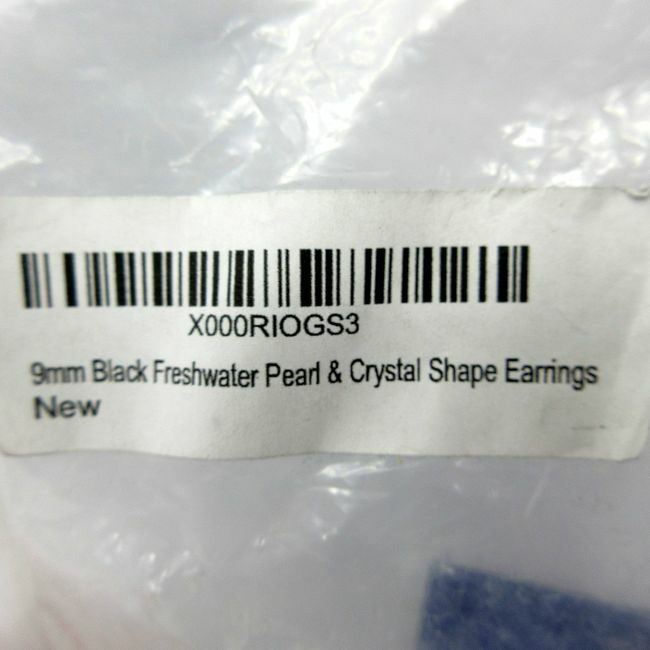 X000RIOGS3
9mm Black Freshwater Pearl & Crystal Shape Earrings
New